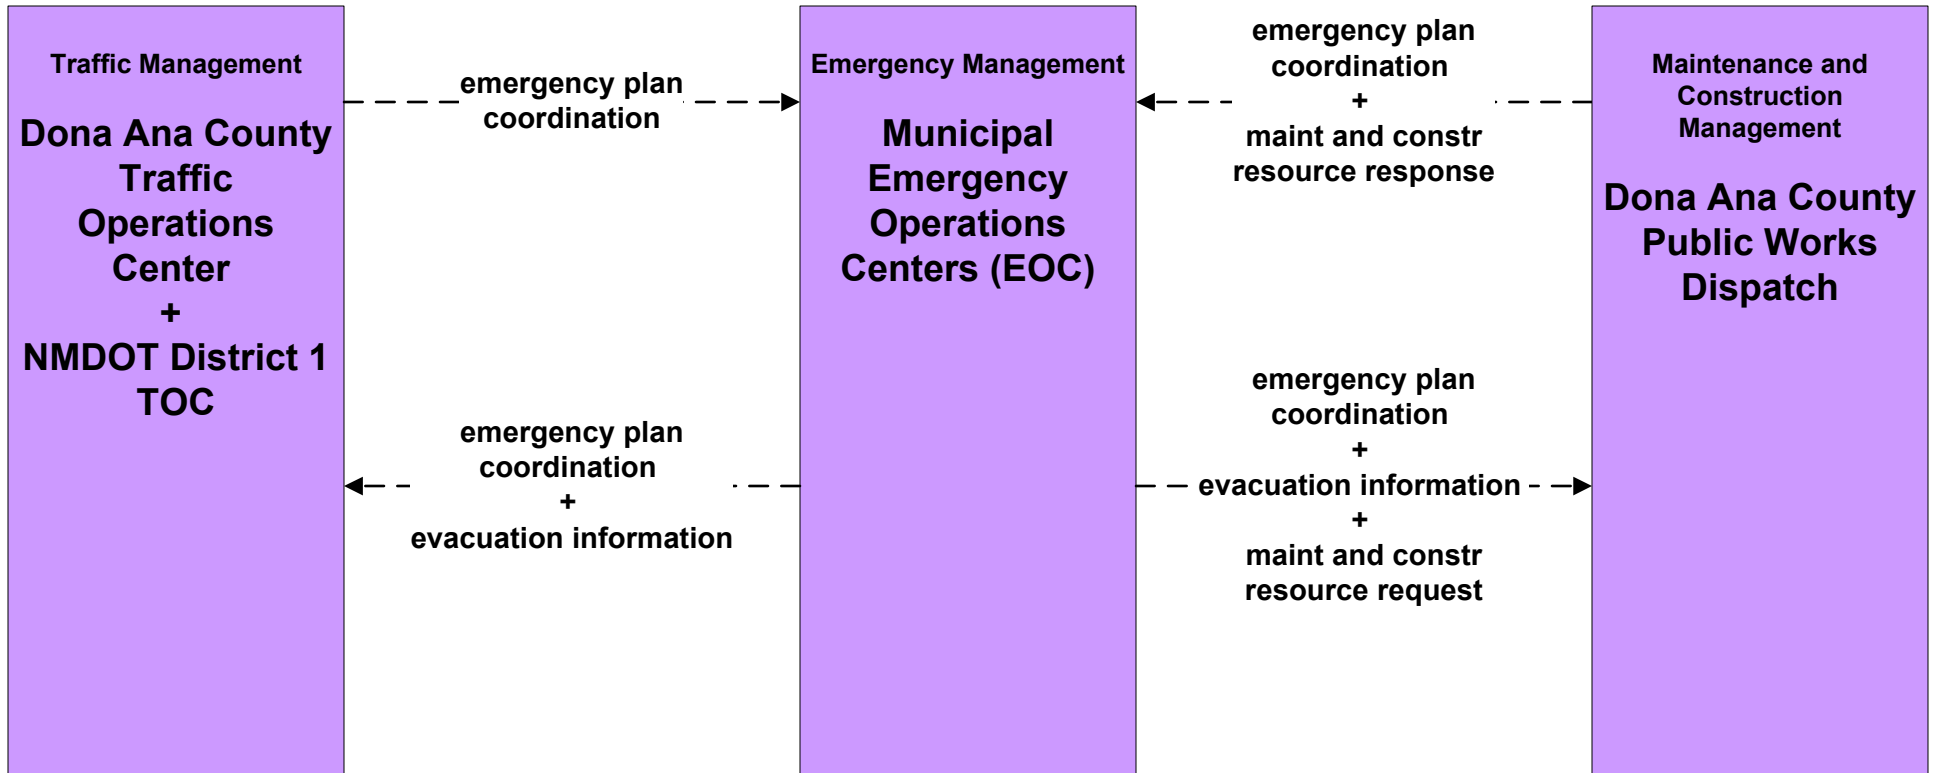 Traffic Management
Dona Ana County
Traffic
Operations
Center
+
NMDOT District 1
TOC
emergency plan
coordination
emergency plan
coordination
+
evacuation information
Emergency Management
Municipal
Emergency
Operations
Centers (EOC)
emergency plan
coordination
+
maint and constr
resource response
emergency plan
coordination
+
evacuation information
+
maint and constr
resource request
Maintenance and
Construction
Management
Dona Ana County
Public Works
Dispatch